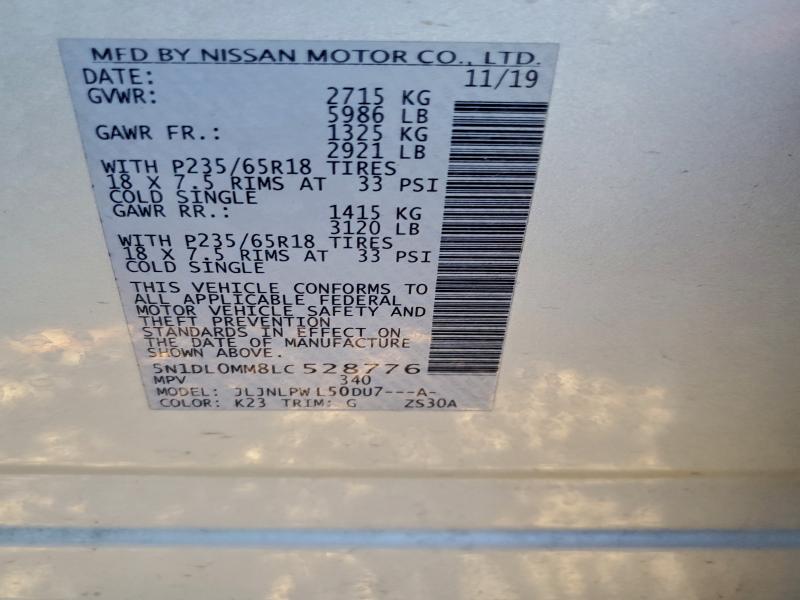 MFD BY NISSAN MOTOR CO., LTD.
DATE: 11/19
GVWR: 2715 KG
5986 LB
GAWR FR.: 1325 KG
2921 LB
WITH P235/65R18 TIRES
18 X 7.5 RIMS AT 33 PSI
COLD SINGLE
GAWR RR.: 1415 KG
3120 LB
WITH P235/65R18 TIRES
18 X 7.5 RIMS AT 33 PSI
COLD SINGLE
THIS VEHICLE CONFORMS TO
ALL APPLICABLE FEDERAL
MOTOR VEHICLE SAFETY AND
THEFT PREVENTION
STANDARDS IN EFFECT ON
THE DATE OF MANUFACTURE
SHOWN ABOVE.
5N1DL0MM8LC528776
MPV 340
MODEL: JLJNLPW L50DU7---A-
COLOR: K23 TRIM: G ZS30A